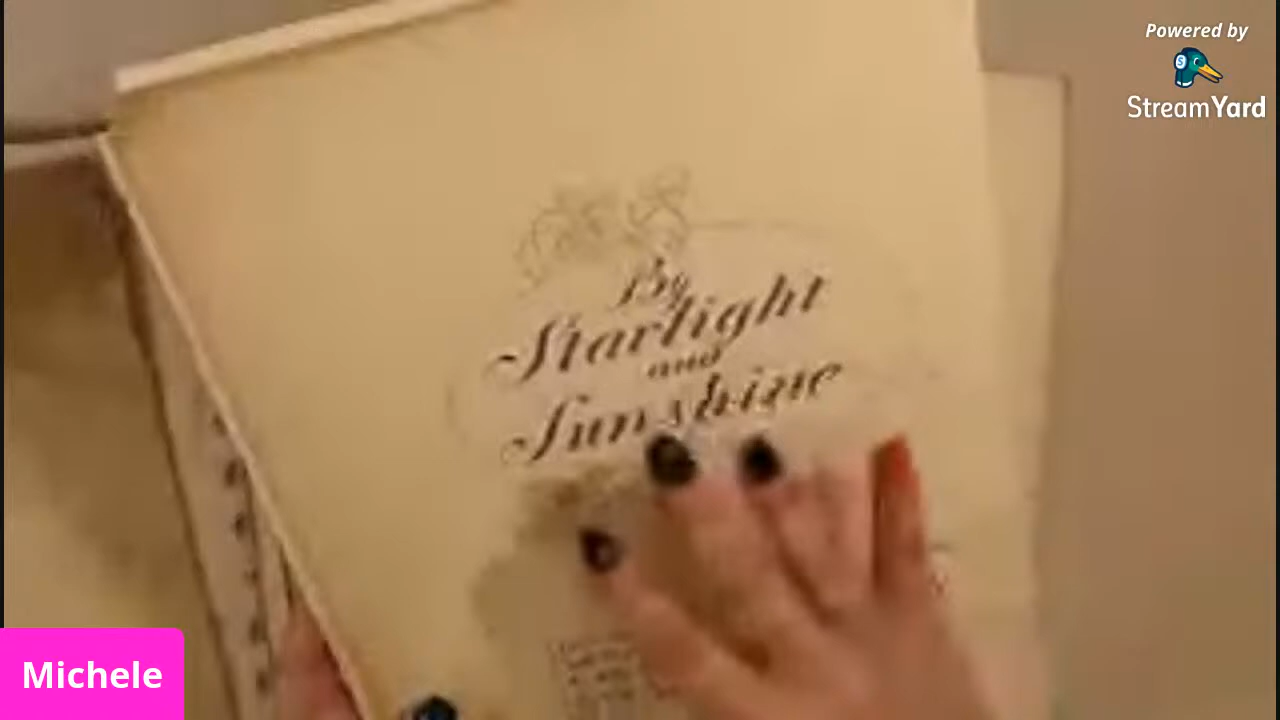 Powered by
StreamYard
By
Starlight
and
Sunshine
Michele